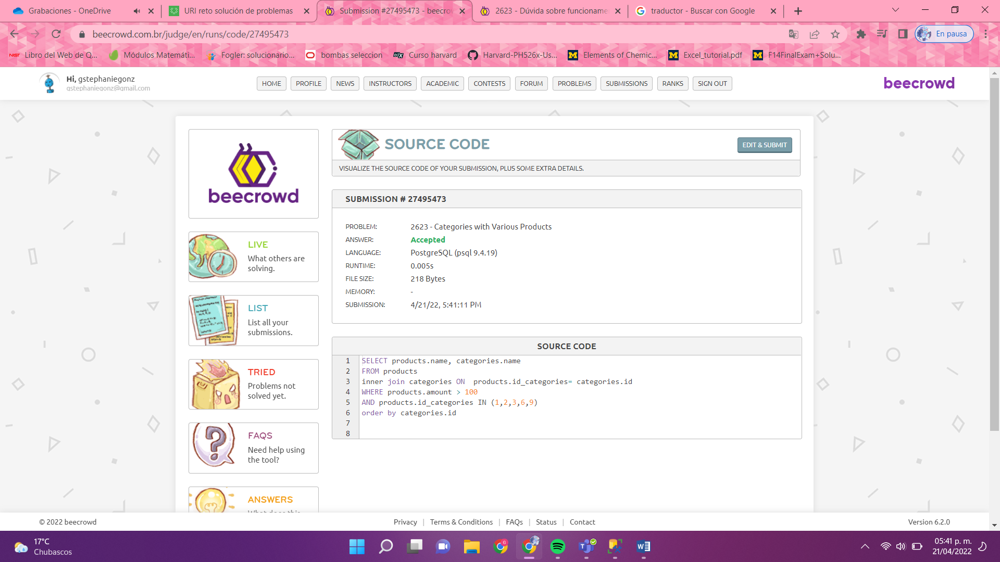 Grabaciones - OneDrive
URI reto solución de problemas
Submission #27495473 - beecrow
2623 - Dúvida sobre funcioname
traductor - Buscar con Google
beecrowd.com.br/judge/en/runs/code/27495473
En pausa
NIST Libro del Web de Q...
Módulos Matemáti...
Fogler: solucionario...
bombas seleccion
edX Curso harvard
Harvard-PH526x-Us...
M Elements of Chemic...
M Excel_tutorial.pdf
M F14FinalExam+Solu...
Hi, gstephaniegonz
gstephaniegonz@gmail.com
HOME
PROFILE
NEWS
INSTRUCTORS
ACADEMIC
CONTESTS
FORUM
PROBLEMS
SUBMISSIONS
RANKS
SIGN OUT
beecrowd
beecrowd
SOURCE CODE
EDIT & SUBMIT
VISUALIZE THE SOURCE CODE OF YOUR SUBMISSION, PLUS SOME EXTRA DETAILS.
SUBMISSION # 27495473
PROBLEM: 2623 - Categories with Various Products
ANSWER: Accepted
LANGUAGE: PostgreSQL (psql 9.4.19)
RUNTIME: 0.005s
FILE SIZE: 218 Bytes
MEMORY: -
SUBMISSION: 4/21/22, 5:41:11 PM
LIVE
What others are
solving.
LIST
List all your
submissions.
TRIED
Problems not
solved yet.
FAQS
Need help using
the tool?
ANSWERS
What does this
SOURCE CODE
1 SELECT products.name, categories.name
2 FROM products
3 inner join categories ON  products.id_categories= categories.id
4 WHERE products.amount > 100
5 AND products.id_categories IN (1,2,3,6,9)
6 order by categories.id
7
8
© 2022 beecrowd
Privacy | Terms & Conditions | FAQs | Status | Contact
Version 6.2.0
17°C
Chubascos
05:41 p. m.
21/04/2022